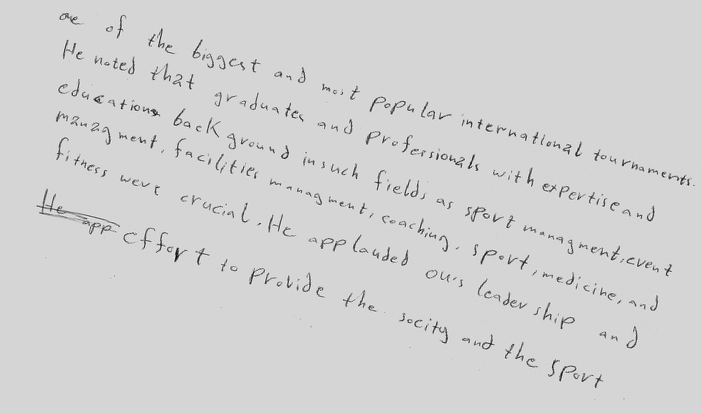 one of the biggest and most popular international tournaments.
He noted that graduates and professionals with expertise and
educations back ground in such fields as sport managment, event
managment, facilities managment, coaching, sport, medicine, and
fitness were crucial. He applauded ou's leader ship and
He app effort to provide the socity and the sport